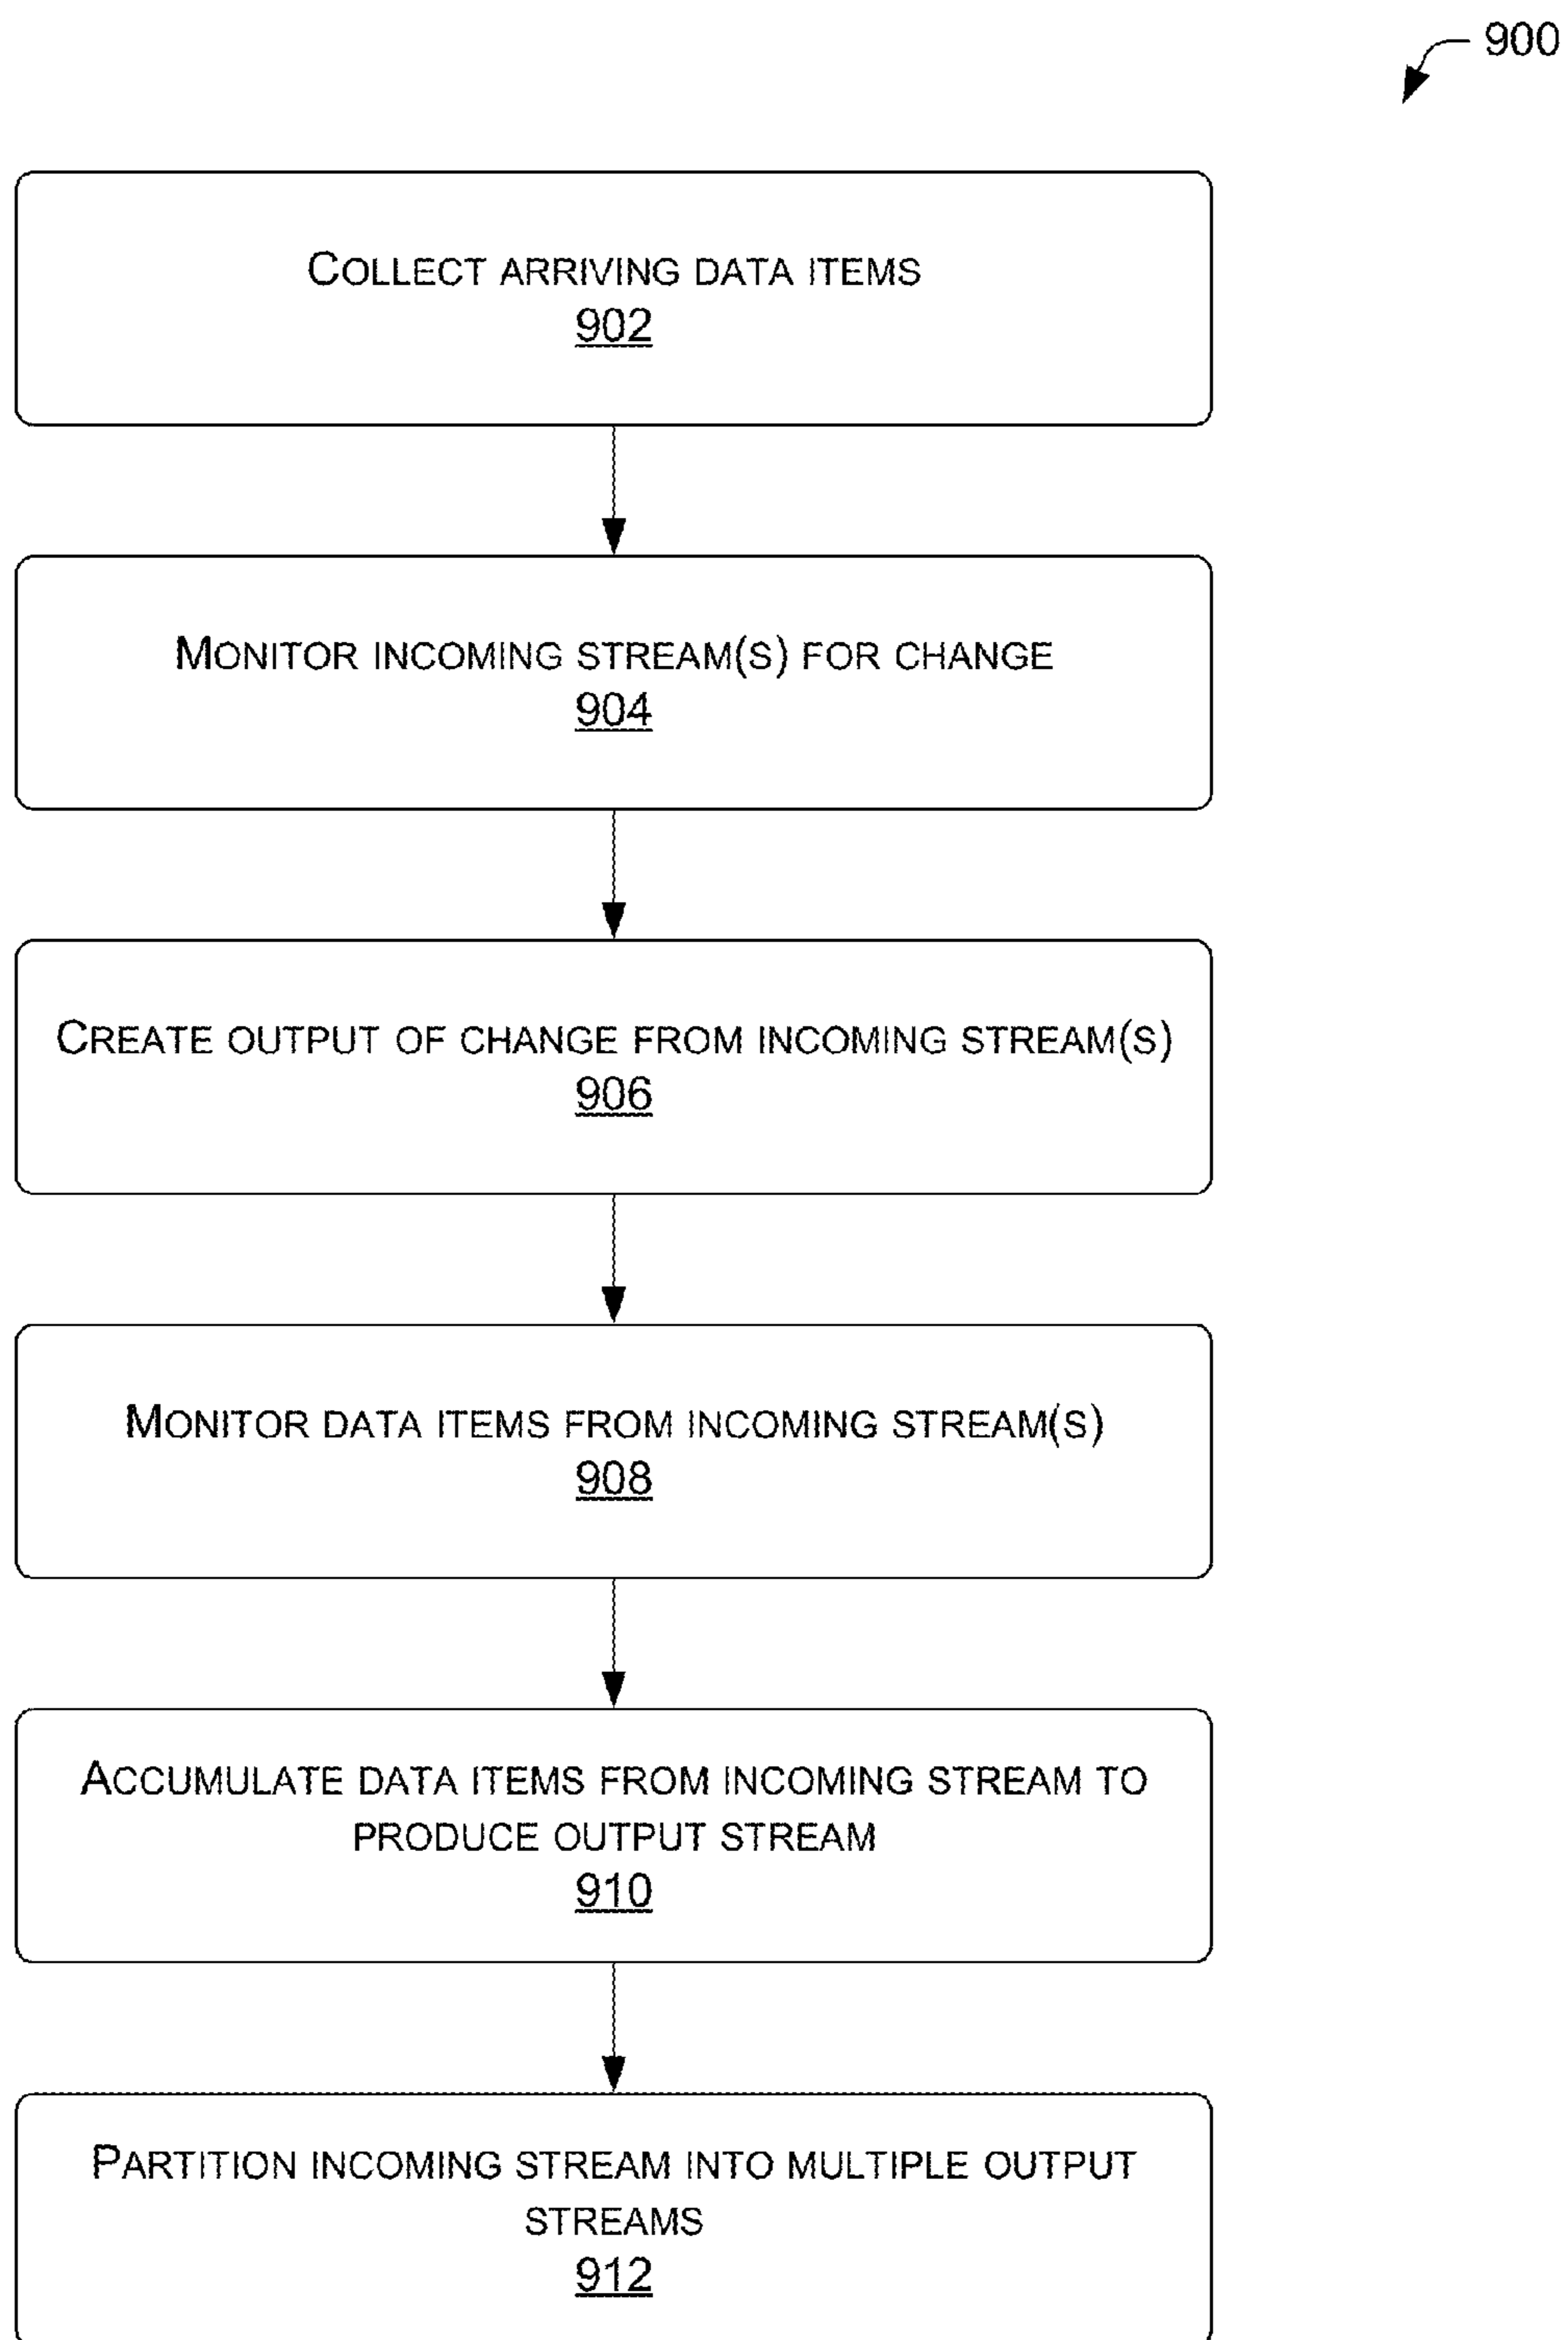 900
COLLECT ARRIVING DATA ITEMS
902
MONITOR INCOMING STREAM(S) FOR CHANGE
904
CREATE OUTPUT OF CHANGE FROM INCOMING STREAM(S)
906
MONITOR DATA ITEMS FROM INCOMING STREAM(S)
908
ACCUMULATE DATA ITEMS FROM INCOMING STREAM TO
PRODUCE OUTPUT STREAM
910
PARTITION INCOMING STREAM INTO MULTIPLE OUTPUT
STREAMS
912